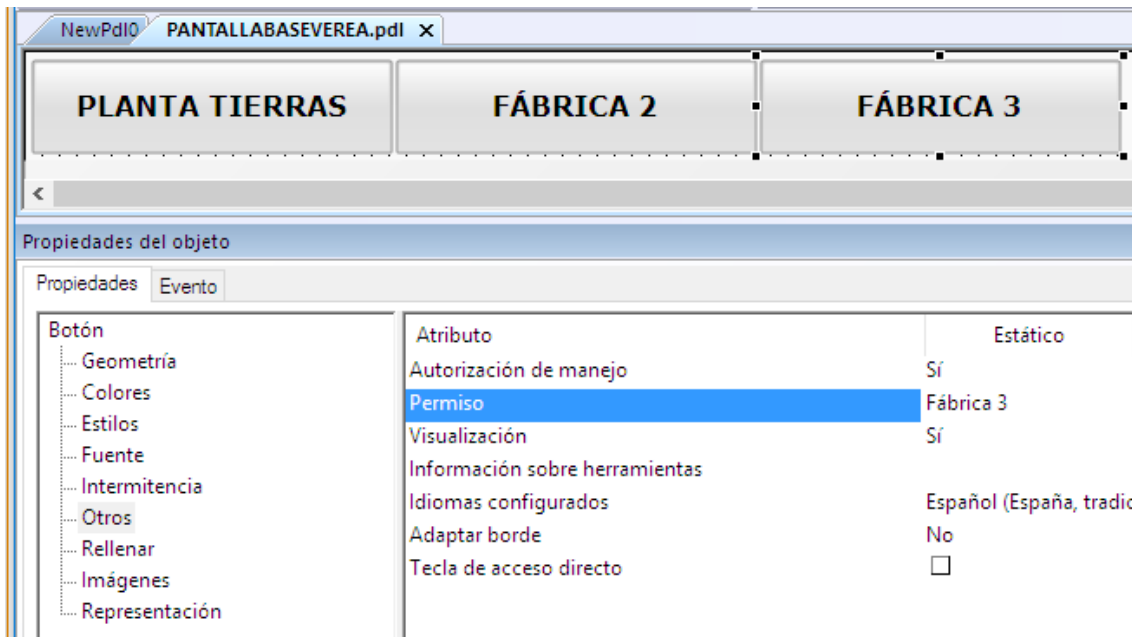 NewPdl0 PANTALLABASEVEREA.pdl X
PLANTA TIERRAS FÁBRICA 2 FÁBRICA 3
Propiedades del objeto
Propiedades Evento
Botón
Geometría
Colores
Estilos
Fuente
Intermitencia
Otros
Rellenar
Imágenes
Representación
Atributo Estático
Autorización de manejo Sí
Permiso Fábrica 3
Visualización Sí
Información sobre herramientas
Idiomas configurados Español (España, tradic
Adaptar borde No
Tecla de acceso directo